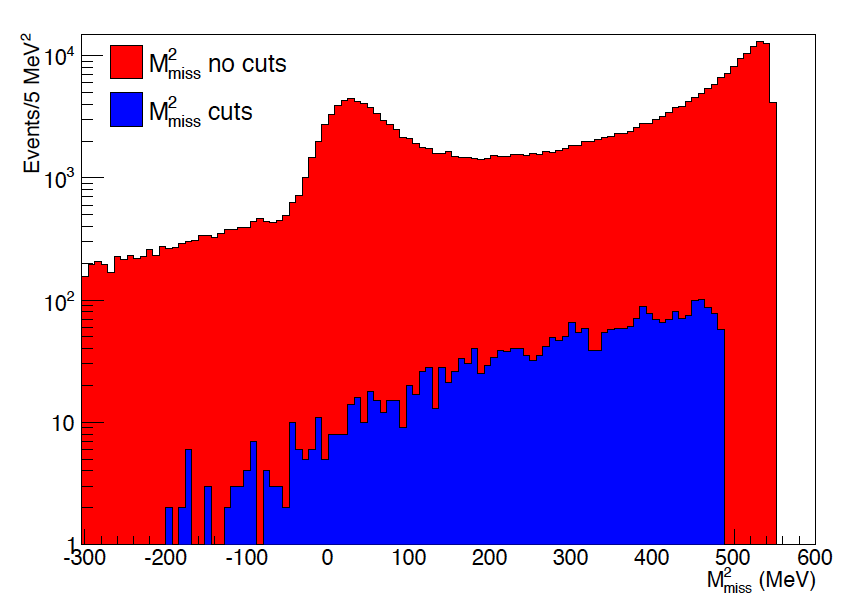 Events/5 MeV²
10⁴
10³
10²
10
1
M²miss no cuts
M²miss cuts
-300 -200 -100 0 100 200 300 400 500 600
M²miss (MeV)